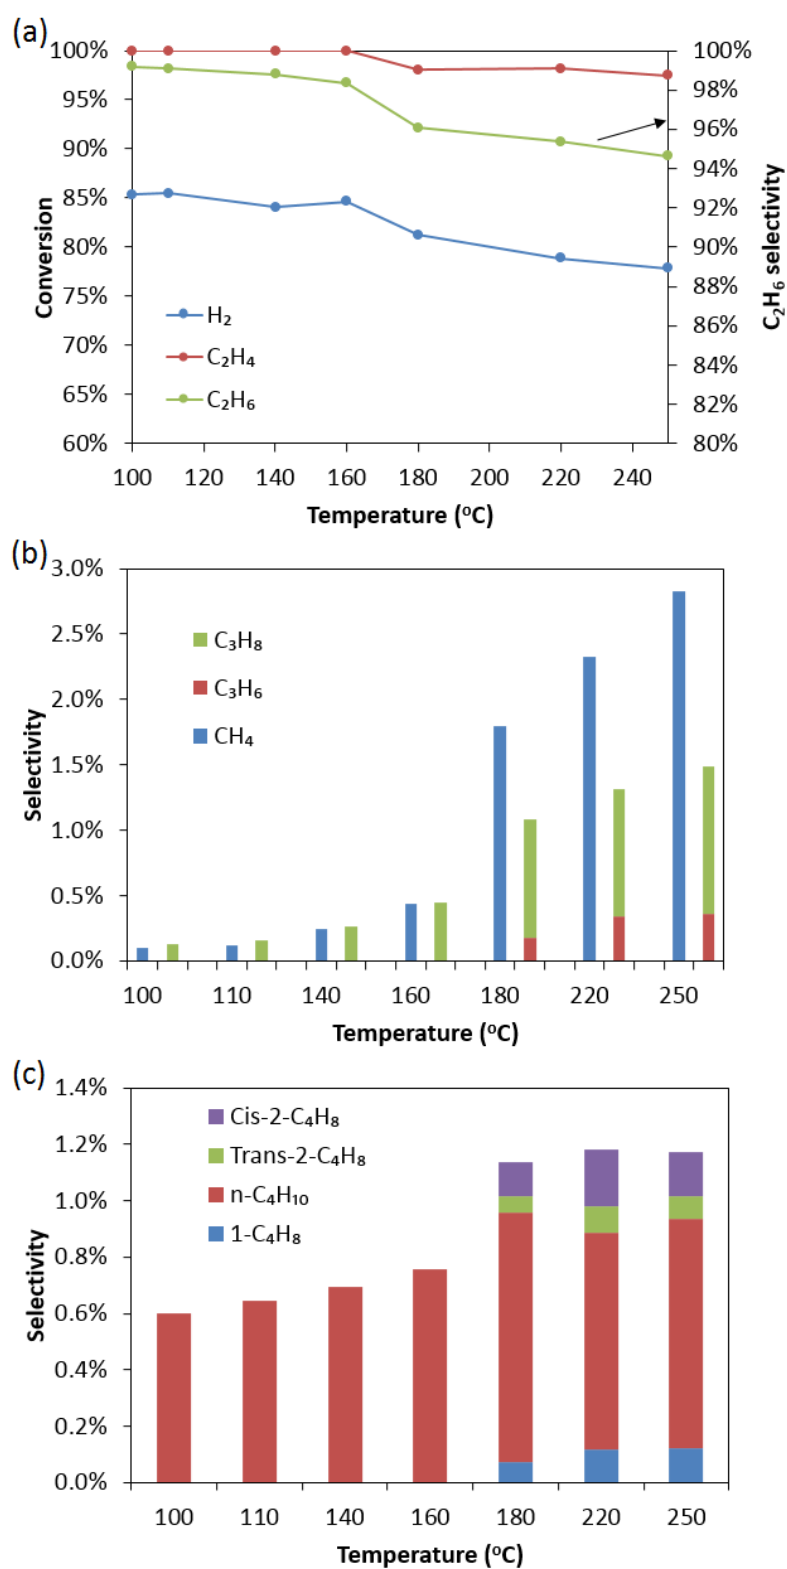 (a)
100%
95%
90%
85%
80%
75%
70%
65%
60%
Conversion
100%
98%
96%
94%
92%
90%
88%
86%
84%
82%
80%
C₂H₆ selectivity
H₂
C₂H₄
C₂H₆
100 120 140 160 180 200 220 240
Temperature (ºC)
(b)
3.0%
2.5%
2.0%
1.5%
1.0%
0.5%
0.0%
Selectivity
C₃H₈
C₃H₆
CH₄
100 110 140 160 180 220 250
Temperature (ºC)
(c)
1.4%
1.2%
1.0%
0.8%
0.6%
0.4%
0.2%
0.0%
Selectivity
Cis-2-C₄H₈
Trans-2-C₄H₈
n-C₄H₁₀
1-C₄H₈
100 110 140 160 180 220 250
Temperature (ºC)